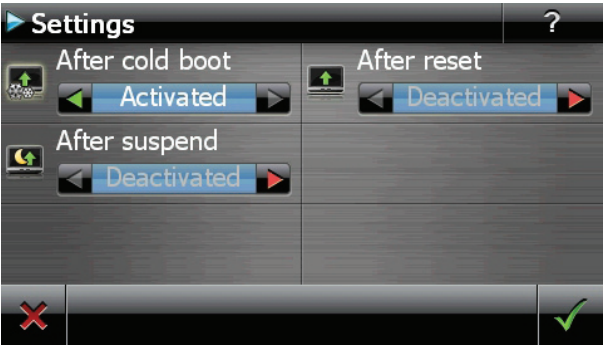 Settings ?
After cold boot
Activated
After reset
Deactivated
After suspend
Deactivated